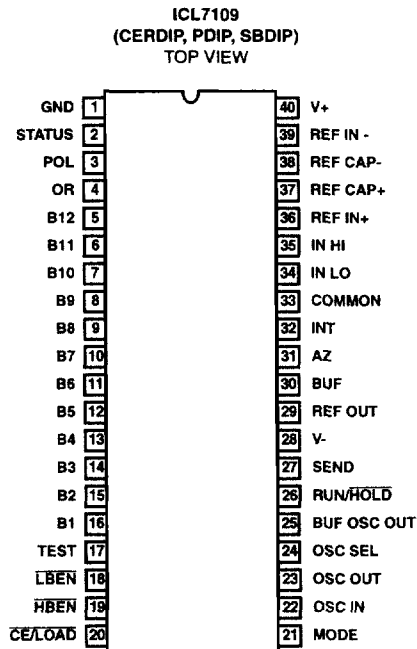 ICL7109
(CERDIP, PDIP, SBDIP)
TOP VIEW
GND 1 40 V+
STATUS 2 39 REF IN -
POL 3 38 REF CAP-
OR 4 37 REF CAP+
B12 5 36 REF IN+
B11 6 35 IN HI
B10 7 34 IN LO
B9 8 33 COMMON
B8 9 32 INT
B7 10 31 AZ
B6 11 30 BUF
B5 12 29 REF OUT
B4 13 28 V-
B3 14 27 SEND
B2 15 26 RUN/HOLD
B1 16 25 BUF OSC OUT
TEST 17 24 OSC SEL
LBEN 18 23 OSC OUT
HBEN 19 22 OSC IN
CE/LOAD 20 21 MODE